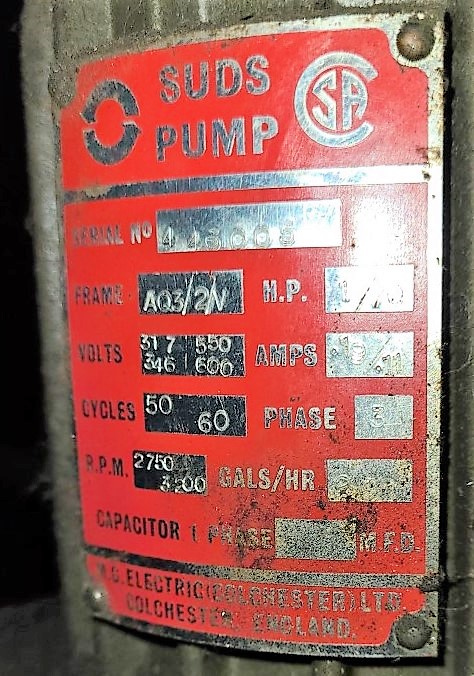 SUDS
PUMP
CSA
SERIAL Nº
FRAME AQ3/2/V H.P.
VOLTS 317 550 AMPS
346 600
CYCLES 50 60 PHASE 3
R.P.M. 2750 GALS/HR
3200
CAPACITOR 1 PHASE M.F.D.
ELECTRIC (COLCHESTER) LTD.
COLCHESTER ENGLAND.